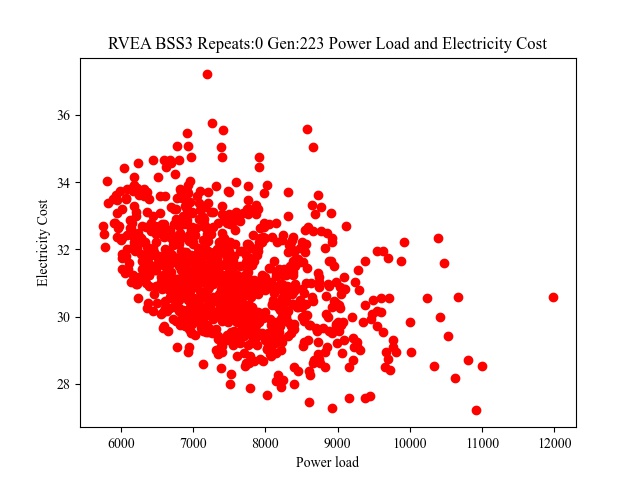 RVEA BSS3 Repeats:0 Gen:223 Power Load and Electricity Cost
36
34
32
30
28
Electricity Cost
6000 7000 8000 9000 10000 11000 12000
Power load